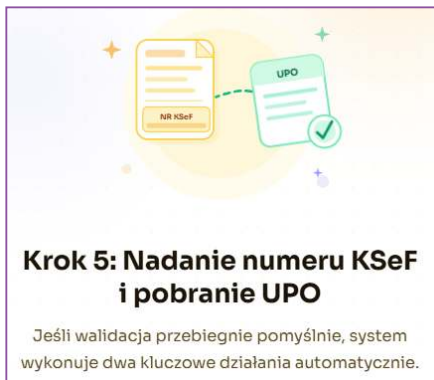 UPO
NR KSeF
Krok 5: Nadanie numeru KSeF
i pobranie UPO
Jeśli walidacja przebiegnie pomyślnie, system
wykonuje dwa kluczowe działania automatycznie.